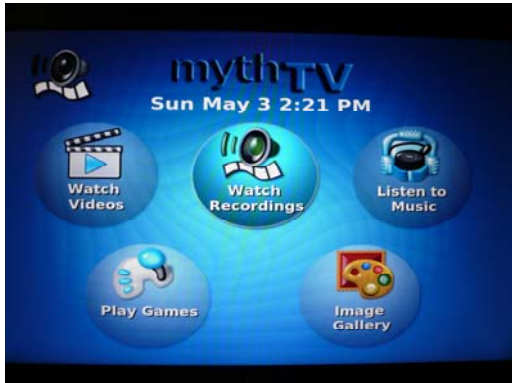 mythTV
Sun May 3 2:21 PM
Watch
Videos
Watch
Recordings
Listen to
Music
Play Games
Image
Gallery